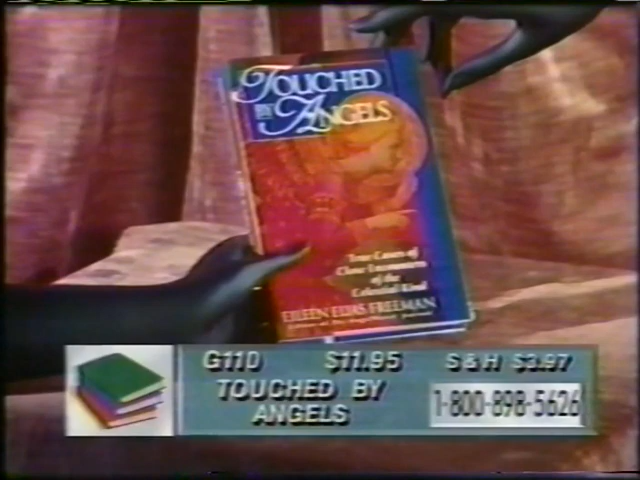 TOUCHED
BY
ANGELS
True Cases of
Close Encounters
of the
Celestial Kind
EILEEN ELIAS FREEMAN
G110 $11.95 S & H $3.97
TOUCHED BY
ANGELS
1-800-898-5626